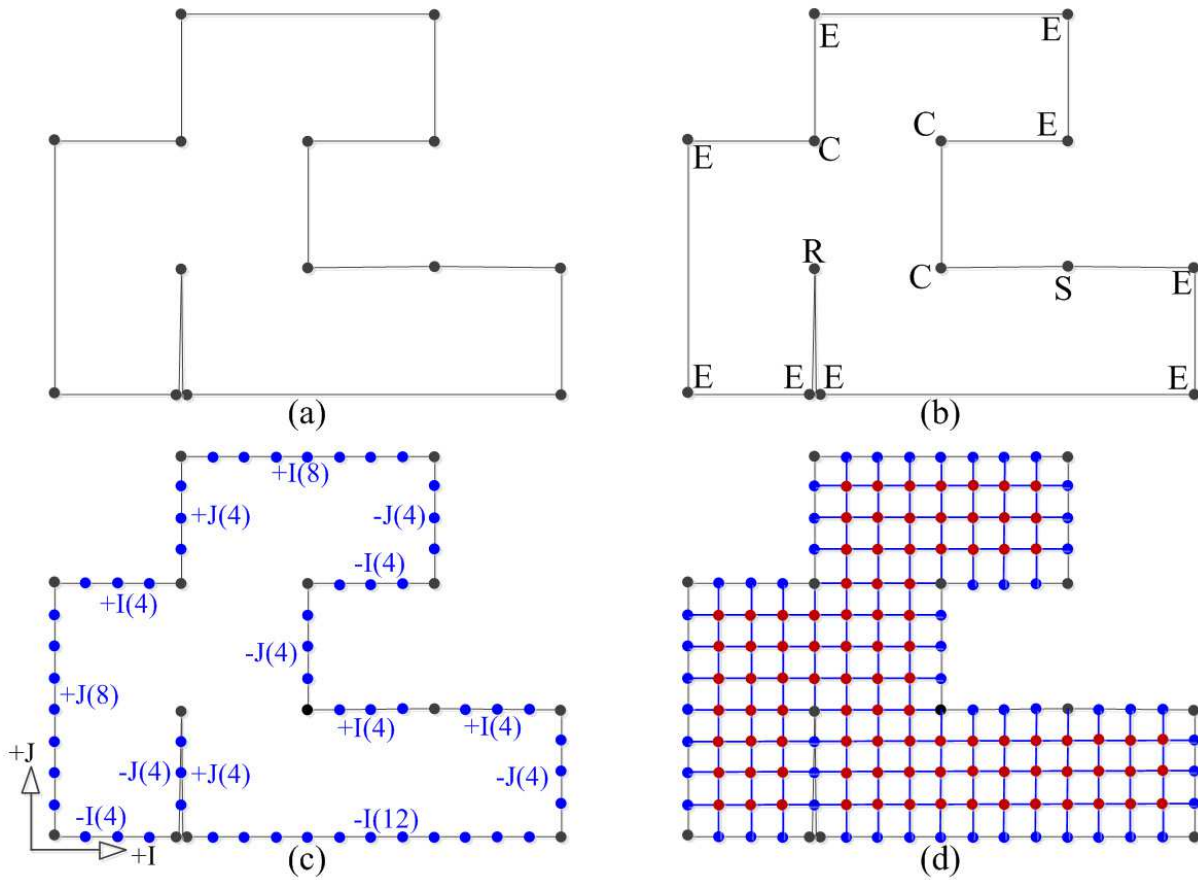 E E
E C C E
R
C S E
E E E E
(a) (b)
+I(8)
+J(4) -J(4)
-I(4)
+I(4)
-J(4)
+J(8)
+I(4) +I(4)
+J -J(4) +J(4) -J(4)
-I(4) -I(12)
+I (c) (d)